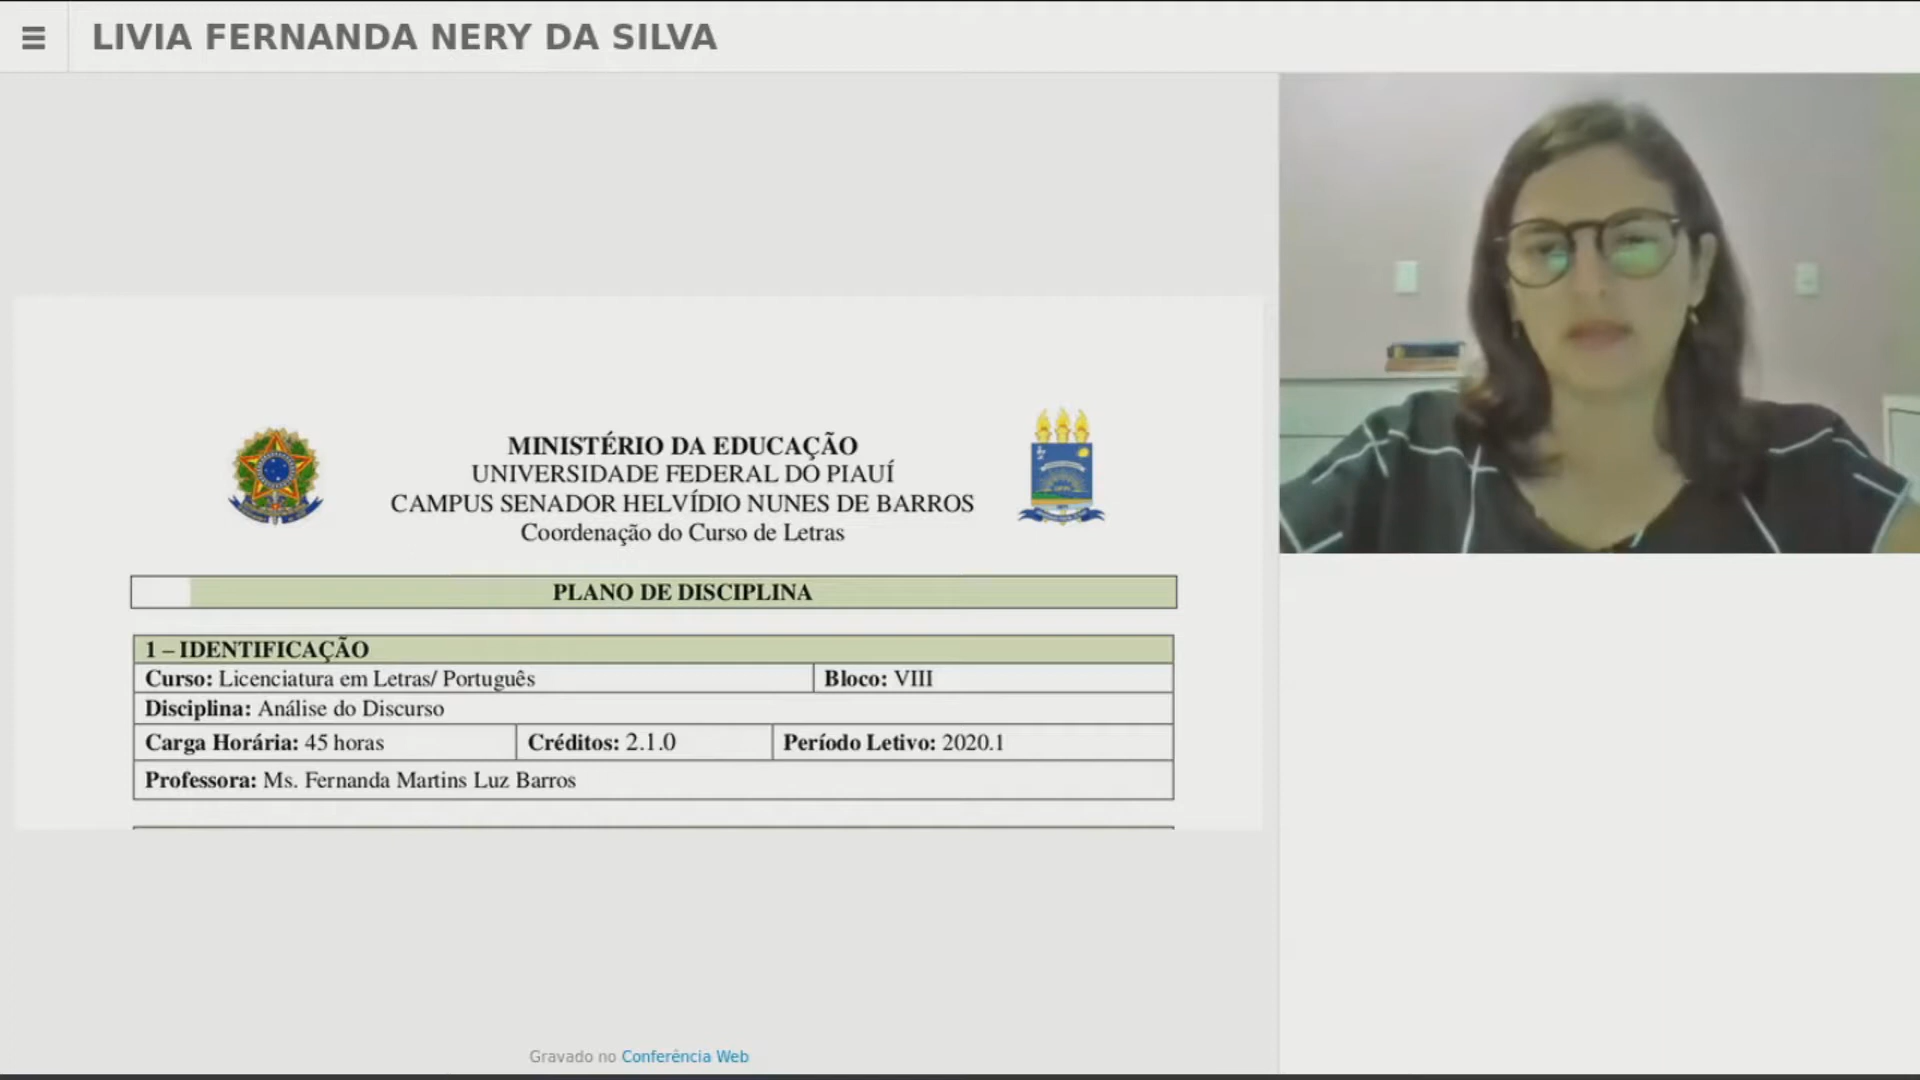 LIVIA FERNANDA NERY DA SILVA
MINISTÉRIO DA EDUCAÇÃO
UNIVERSIDADE FEDERAL DO PIAUÍ
CAMPUS SENADOR HELVÍDIO NUNES DE BARROS
Coordenação do Curso de Letras
PLANO DE DISCIPLINA
1 – IDENTIFICAÇÃO
Curso: Licenciatura em Letras/ Português Bloco: VIII
Disciplina: Análise do Discurso
Carga Horária: 45 horas Créditos: 2.1.0 Período Letivo: 2020.1
Professora: Ms. Fernanda Martins Luz Barros
Gravado no Conferência Web